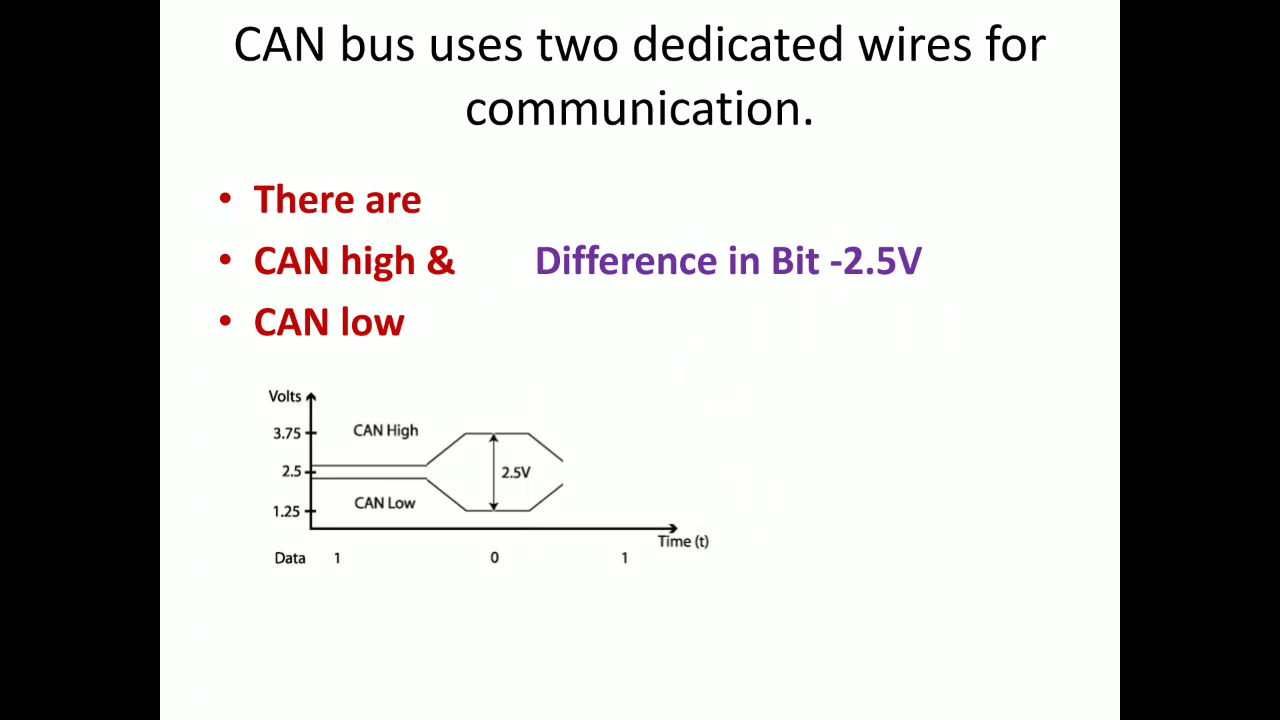 CAN bus uses two dedicated wires for
communication.
• There are
• CAN high & Difference in Bit -2.5V
• CAN low
Volts
3.75
CAN High
2.5
2.5V
CAN Low
1.25
Time (t)
Data 1 0 1